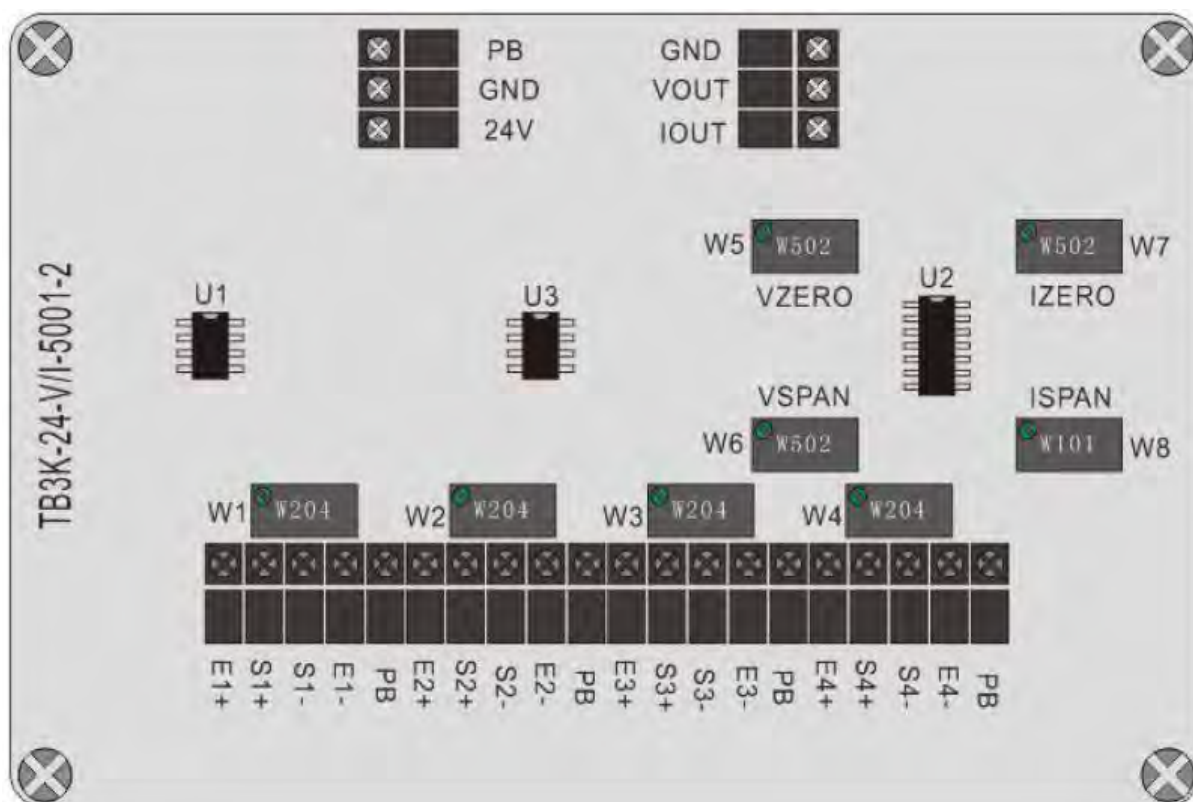 PB
GND
24V
GND
VOUT
IOUT
TB3K-24-V/I-5001-2
W5
W502
VZERO
W502
W7
IZERO
U1
U3
U2
VSPAN
W6
W502
ISPAN
W101
W8
W1
W204
W2
W204
W3
W204
W4
W204
E1+ S1+ S1- E1- PB E2+ S2+ S2- E2- PB E3+ S3+ S3- E3- PB E4+ S4+ S4- E4- PB